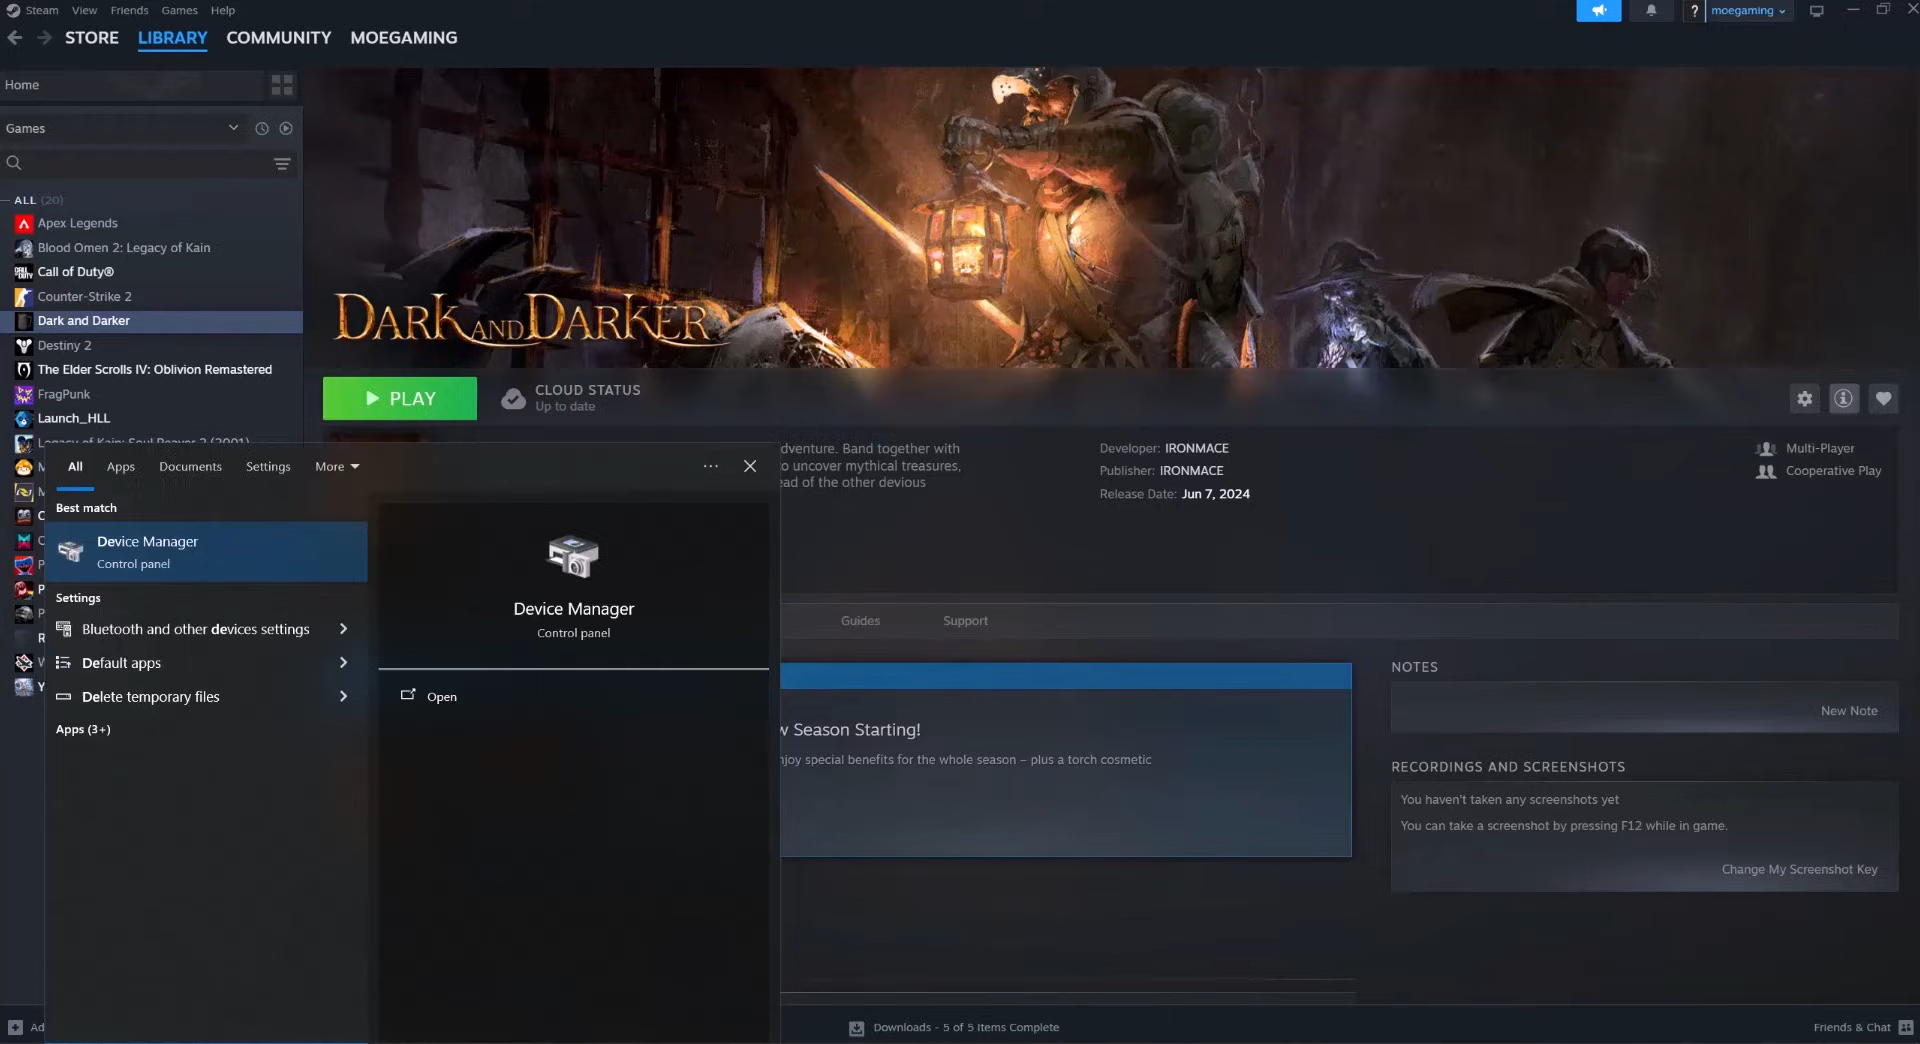 Steam View Friends Games Help
moegaming
STORE LIBRARY COMMUNITY MOEGAMING
Home
Games
ALL (20)
Apex Legends
Blood Omen 2: Legacy of Kain
Call of Duty®
Counter-Strike 2
Dark and Darker
Destiny 2
The Elder Scrolls IV: Oblivion Remastered
FragPunk
Launch_HLL
Legacy of Kain: Soul Reaver 2 (2001)
DARK AND DARKER
PLAY
CLOUD STATUS
Up to date
dventure. Band together with
o uncover mythical treasures,
ead of the other devious
Developer: IRONMACE
Publisher: IRONMACE
Release Date: Jun 7, 2024
Multi-Player
Cooperative Play
All Apps Documents Settings More
Best match
Device Manager
Control panel
Settings
Bluetooth and other devices settings
Default apps
Delete temporary files
Apps (3+)
Device Manager
Control panel
Open
Guides Support
w Season Starting!
njoy special benefits for the whole season – plus a torch cosmetic
NOTES
New Note
RECORDINGS AND SCREENSHOTS
You haven't taken any screenshots yet
You can take a screenshot by pressing F12 while in game.
Change My Screenshot Key
Ad
Downloads - 5 of 5 Items Complete
Friends & Chat